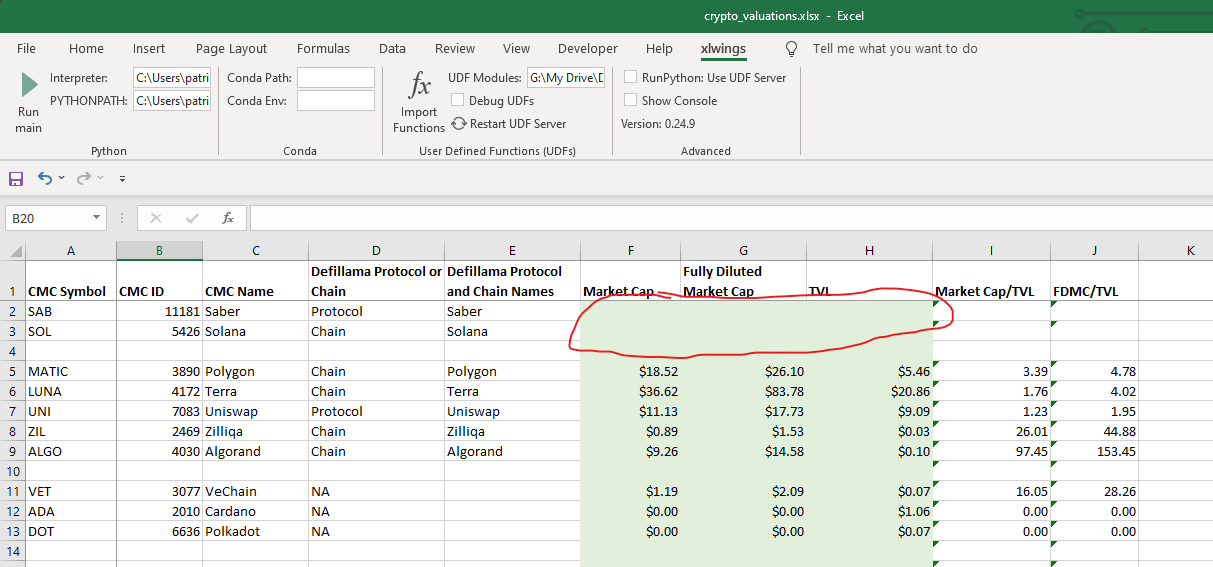 crypto_valuations.xlsx - Excel
File Home Insert Page Layout Formulas Data Review View Developer Help xlwings Tell me what you want to do
Interpreter: C:\Users\patri Conda Path: UDF Modules: G:\My Drive\D RunPython: Use UDF Server
PYTHONPATH: C:\Users\patri Conda Env: Debug UDFs Show Console
Run main Import Functions Restart UDF Server Version: 0.24.9
Python Conda User Defined Functions (UDFs) Advanced
B20 fx
A B C D E F G H I J K
1 CMC Symbol CMC ID CMC Name Defillama Protocol or Chain Defillama Protocol and Chain Names Market Cap Fully Diluted Market Cap TVL Market Cap/TVL FDMC/TVL
2 SAB 11181 Saber Protocol Saber
3 SOL 5426 Solana Chain Solana
4
5 MATIC 3890 Polygon Chain Polygon $18.52 $26.10 $5.46 3.39 4.78
6 LUNA 4172 Terra Chain Terra $36.62 $83.78 $20.86 1.76 4.02
7 UNI 7083 Uniswap Protocol Uniswap $11.13 $17.73 $9.09 1.23 1.95
8 ZIL 2469 Zilliqa Chain Zilliqa $0.89 $1.53 $0.03 26.01 44.88
9 ALGO 4030 Algorand Chain Algorand $9.26 $14.58 $0.10 97.45 153.45
10
11 VET 3077 VeChain NA $1.19 $2.09 $0.07 16.05 28.26
12 ADA 2010 Cardano NA $0.00 $0.00 $1.06 0.00 0.00
13 DOT 6636 Polkadot NA $0.00 $0.00 $0.07 0.00 0.00
14